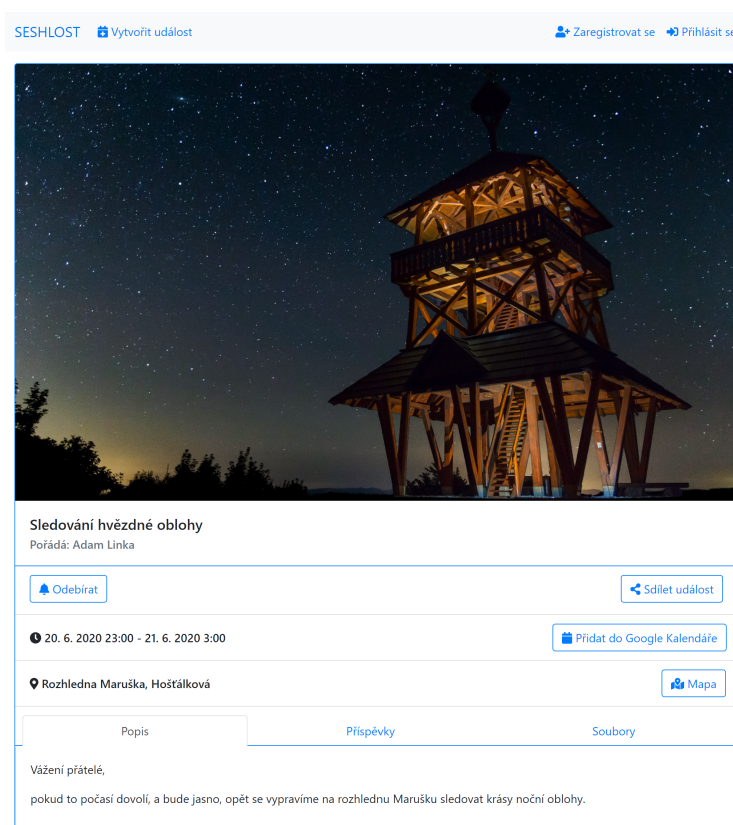 SESHLOST Vytvořit událost Zaregistrovat se Přihlásit se
Sledování hvězdné oblohy
Pořádá: Adam Linka
Odebírat Sdílet událost
20. 6. 2020 23:00 - 21. 6. 2020 3:00 Přidat do Google Kalendáře
Rozhledna Maruška, Hošťálková Mapa
Popis Příspěvky Soubory
Vážení přátelé,
pokud to počasí dovolí, a bude jasno, opět se vypravíme na rozhlednu Marušku sledovat krásy noční oblohy.